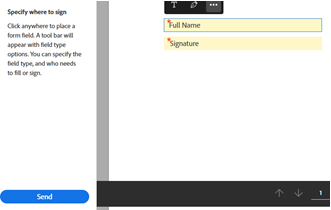 Specify where to sign
Click anywhere to place a
form field. A tool bar will
appear with field type
options. You can specify the
field type, and who needs
to fill or sign.
Send
T
*Full Name
*Signature
1